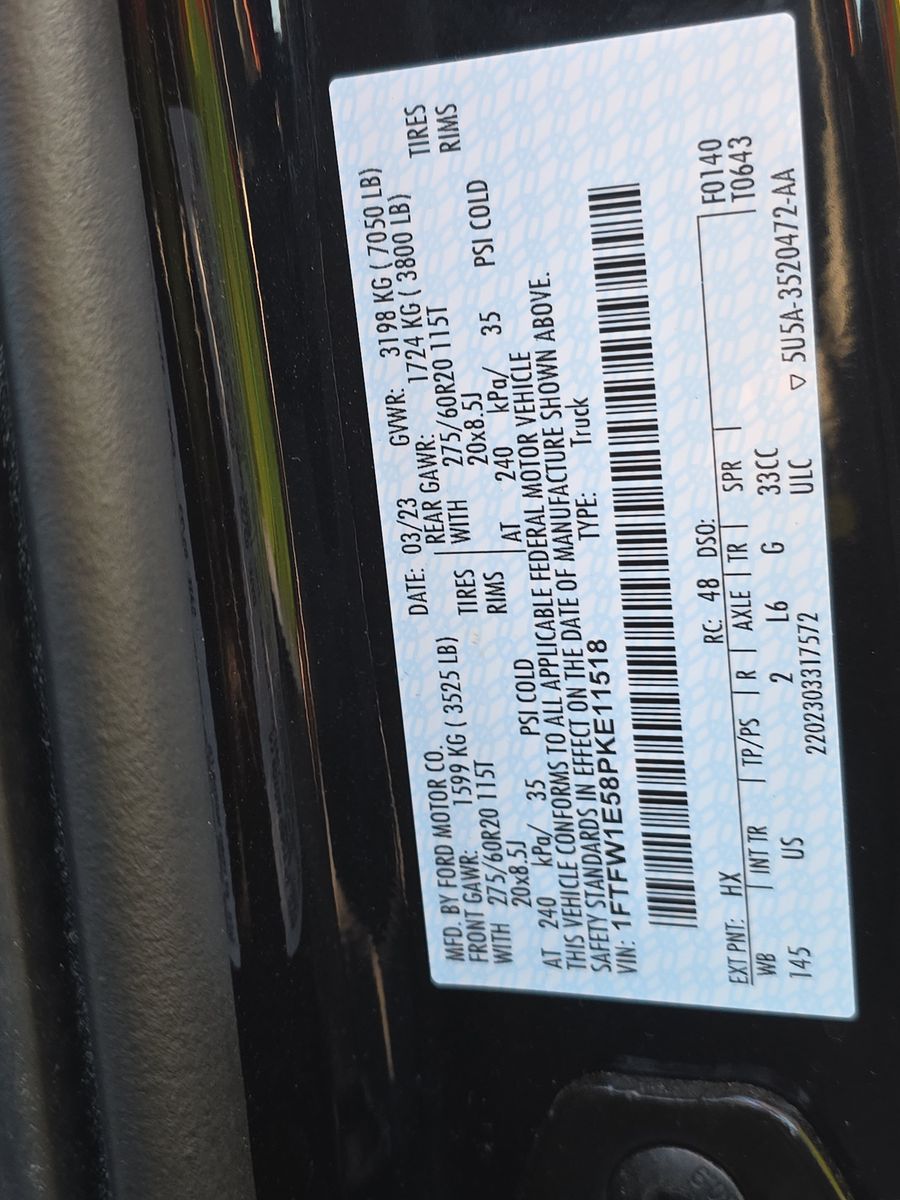 MFD. BY FORD MOTOR CO. DATE: 03/23 GVWR: 3198 KG ( 7050 LB)
FRONT GAWR: 1599 KG ( 3525 LB) REAR GAWR: 1724 KG ( 3800 LB)
WITH 275/60R20 115T TIRES WITH 275/60R20 115T TIRES
20x8.5J RIMS 20x8.5J RIMS
AT 240 kPa/ 35 PSI COLD AT 240 kPa/ 35 PSI COLD
THIS VEHICLE CONFORMS TO ALL APPLICABLE FEDERAL MOTOR VEHICLE
SAFETY STANDARDS IN EFFECT ON THE DATE OF MANUFACTURE SHOWN ABOVE.
VIN: 1FTFW1E58PKE11518 TYPE: Truck
EXT PNT: HX RC: 48 DSO: F0140
WB INT TR TP/PS R AXLE TR SPR T0643
145 US 2 L6 G 33CC
2202303317572 ULC ▽ 5U5A-3520472-AA